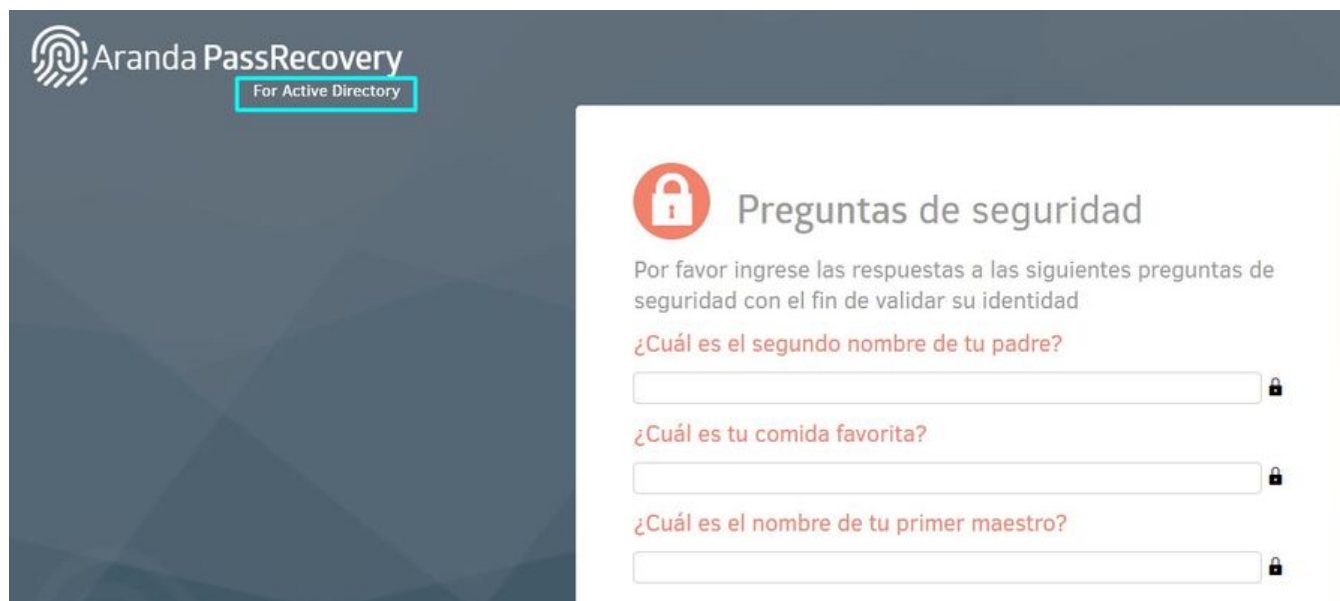 Aranda PassRecovery
For Active Directory
Preguntas de seguridad
Por favor ingrese las respuestas a las siguientes preguntas de
seguridad con el fin de validar su identidad
¿Cuál es el segundo nombre de tu padre?
¿Cuál es tu comida favorita?
¿Cuál es el nombre de tu primer maestro?